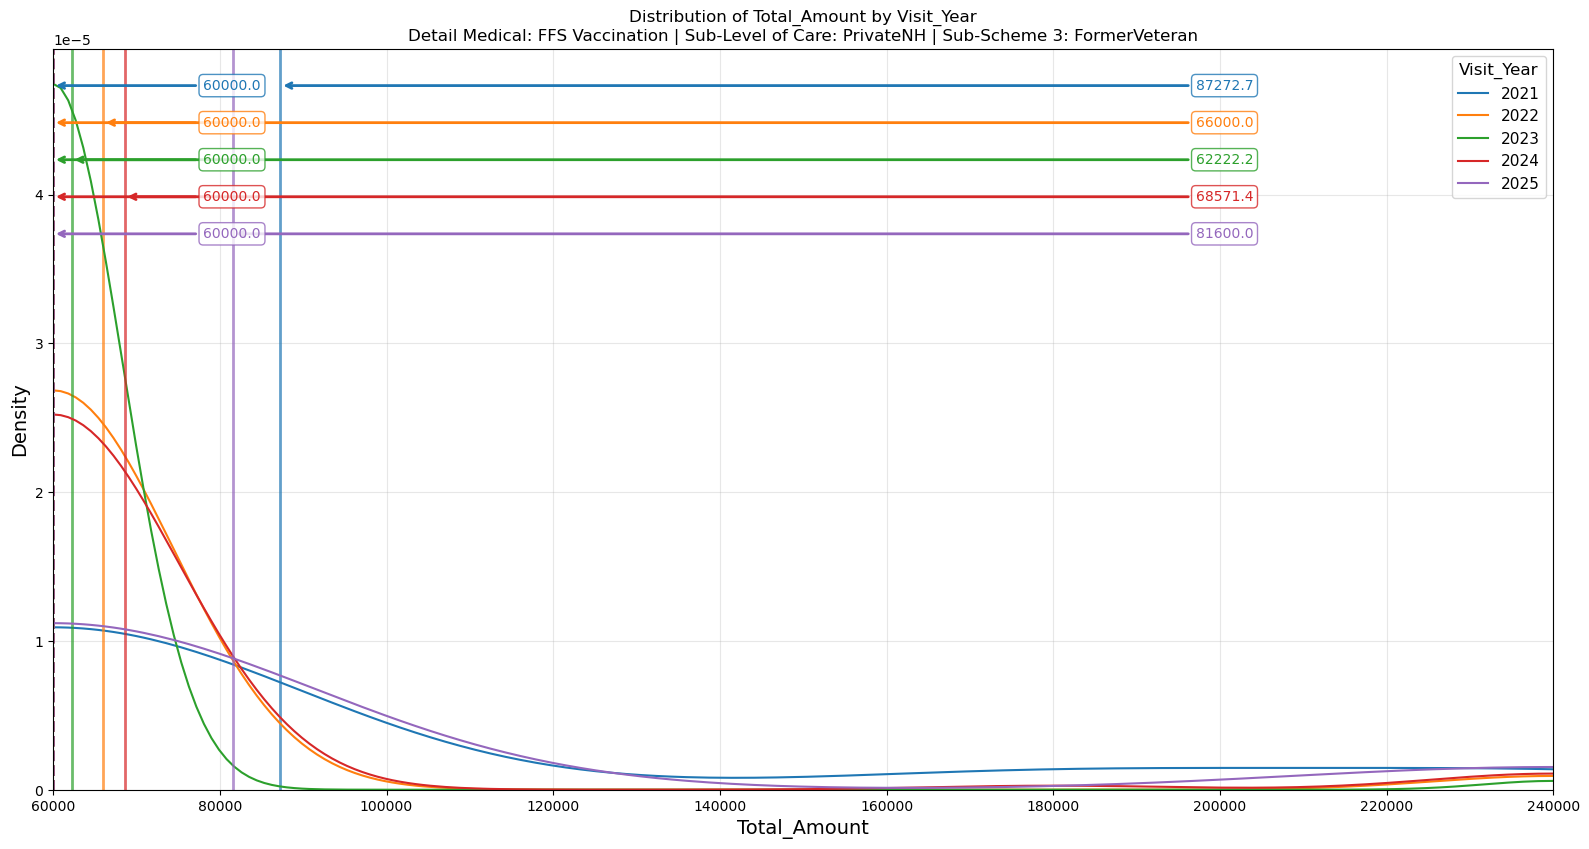 Distribution of Total_Amount by Visit_Year
Detail Medical: FFS Vaccination | Sub-Level of Care: PrivateNH | Sub-Scheme 3: FormerVeteran
1e−5
Visit_Year
2021
2022
2023
2024
2025
60000.0 87272.7
60000.0 66000.0
60000.0 62222.2
60000.0 68571.4
60000.0 81600.0
4
3
2
1
0
Density
60000 80000 100000 120000 140000 160000 180000 200000 220000 240000
Total_Amount